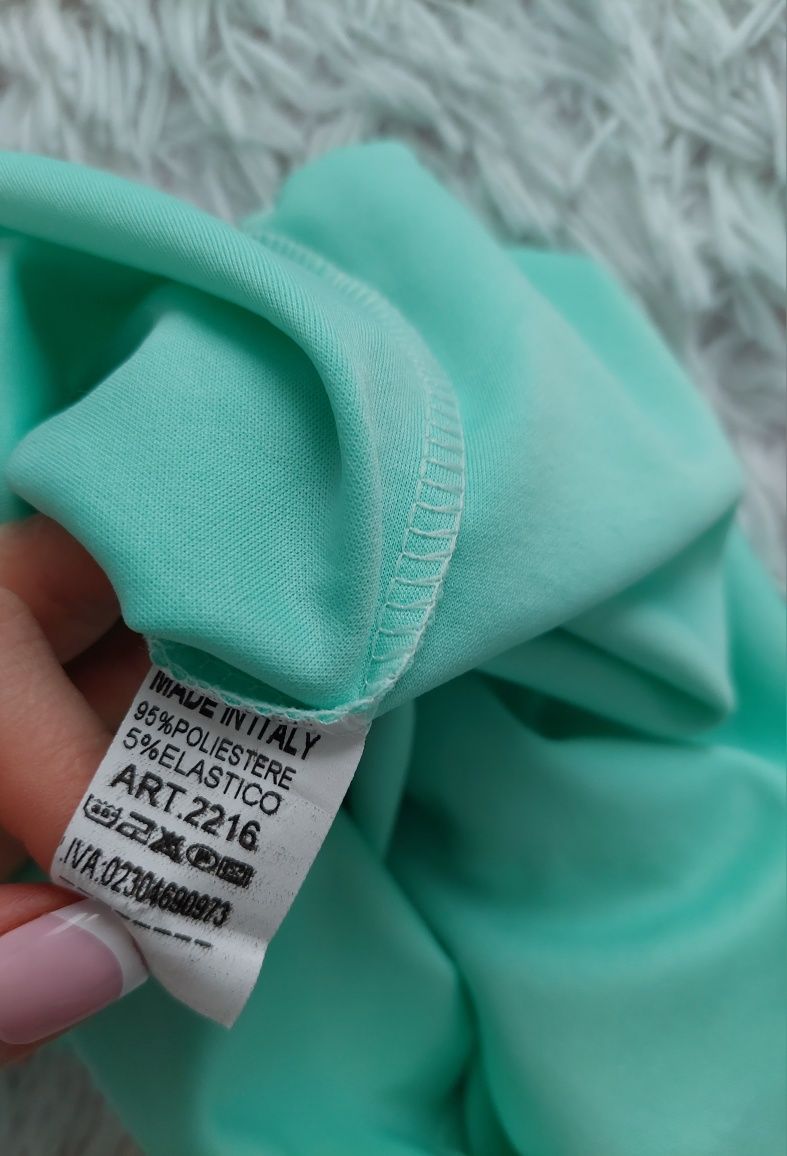 MADE IN ITALY
95%POLIESTERE
5%ELASTICO
ART.2216
.IVA:02304690973